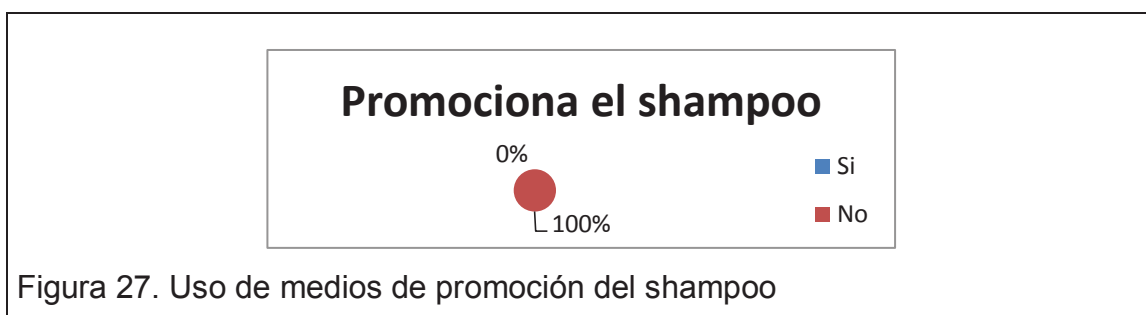 Promociona el shampoo
0%
Si
No
100%
Figura 27. Uso de medios de promoción del shampoo